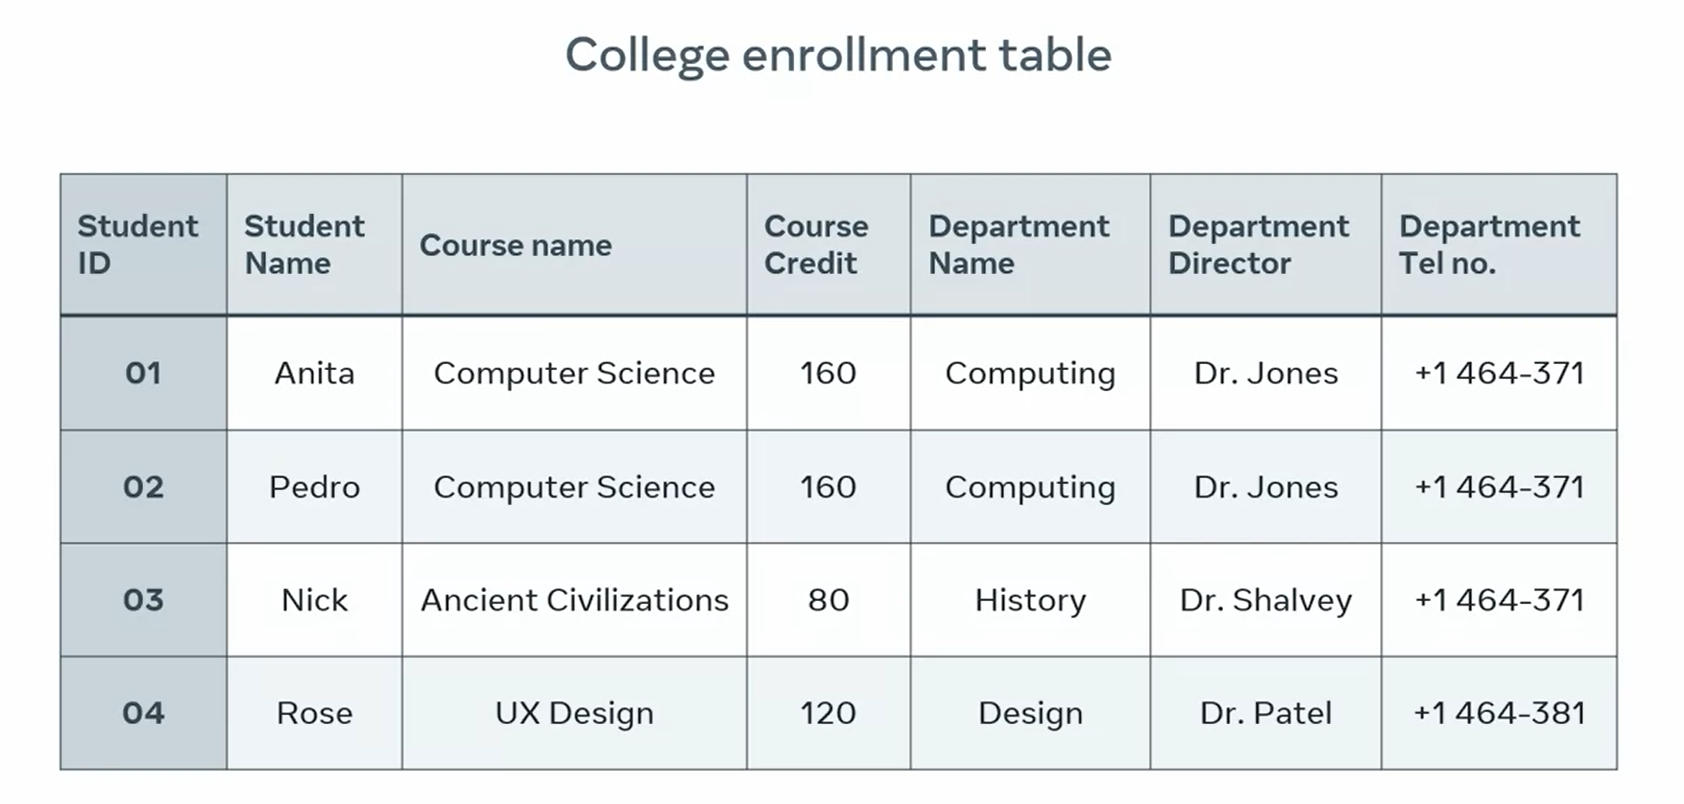 College enrollment table
Student ID Student Name Course name Course Credit Department Name Department Director Department Tel no.
01 Anita Computer Science 160 Computing Dr. Jones +1 464-371
02 Pedro Computer Science 160 Computing Dr. Jones +1 464-371
03 Nick Ancient Civilizations 80 History Dr. Shalvey +1 464-371
04 Rose UX Design 120 Design Dr. Patel +1 464-381